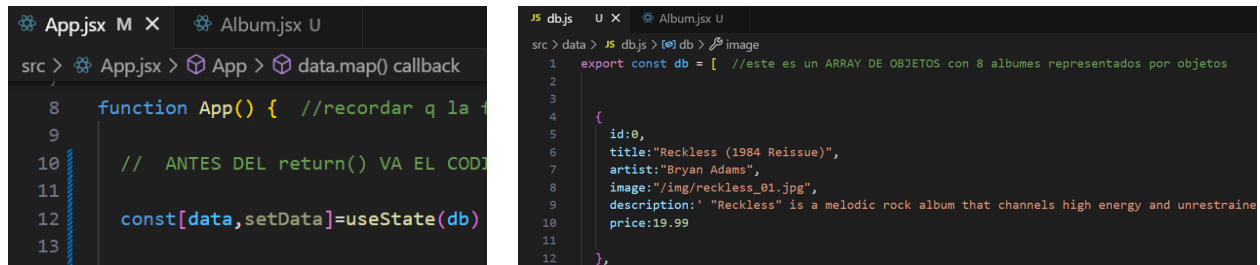 App.jsx M X
Album.jsx U
src > App.jsx > App > data.map() callback
8 function App() { //recordar q la
9
10 // ANTES DEL return() VA EL
11
12 const[data,setData]=useState(db)
13
JS db.js U X
Album.jsx U
src > data > JS db.js > db > image
1 export const db = [ //este es un ARRAY DE OBJETOS con 8 albumes representados por objetos
2
3
4 {
5 id:0,
6 title:"Reckless (1984 Reissue)",
7 artist:"Bryan Adams",
8 image:"/img/reckless_01.jpg",
9 description:' "Reckless" is a melodic rock album that channels high energy and
10 price:19.99
11
12 },